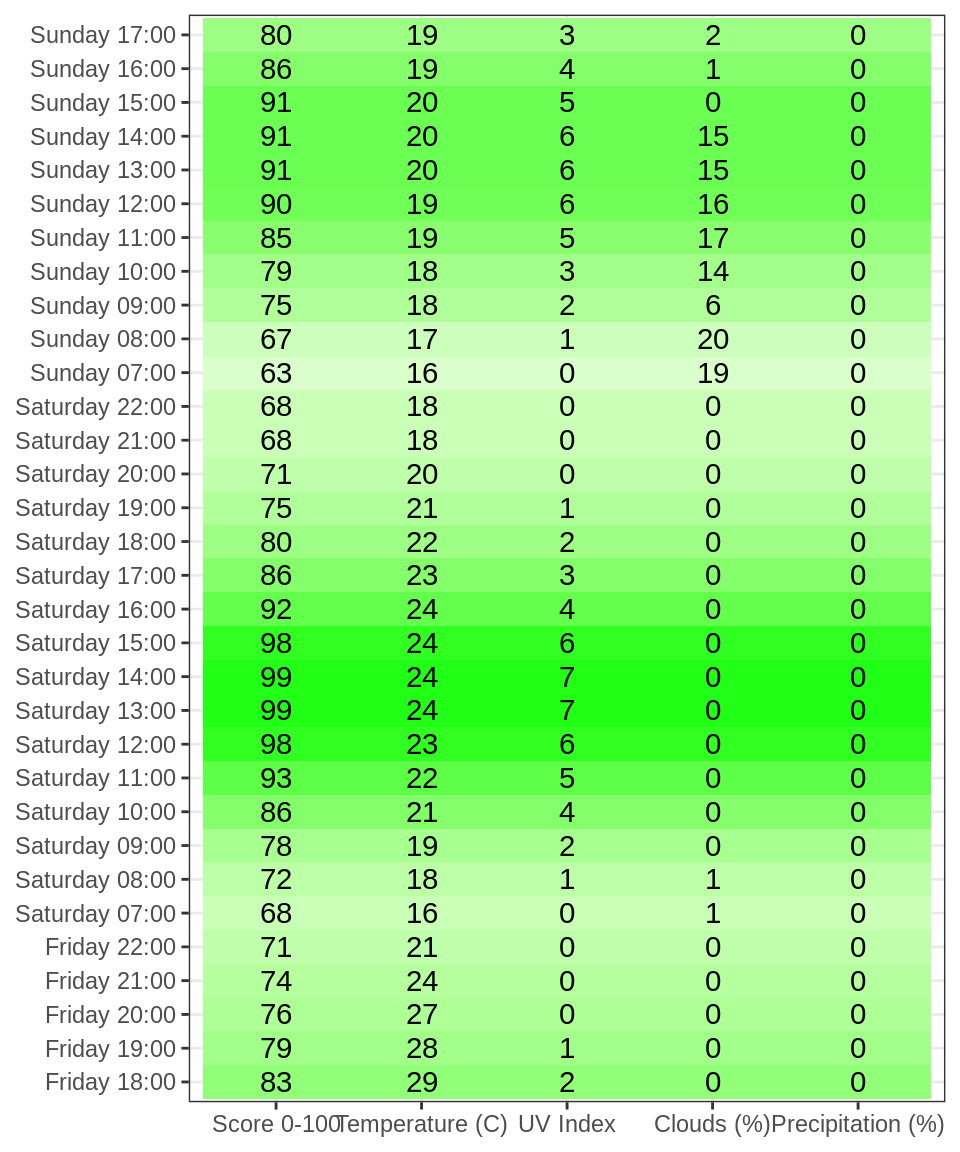 Sunday 17:00 80 19 3 2 0
Sunday 16:00 86 19 4 1 0
Sunday 15:00 91 20 5 0 0
Sunday 14:00 91 20 6 15 0
Sunday 13:00 91 20 6 15 0
Sunday 12:00 90 19 6 16 0
Sunday 11:00 85 19 5 17 0
Sunday 10:00 79 18 3 14 0
Sunday 09:00 75 18 2 6 0
Sunday 08:00 67 17 1 20 0
Sunday 07:00 63 16 0 19 0
Saturday 22:00 68 18 0 0 0
Saturday 21:00 68 18 0 0 0
Saturday 20:00 71 20 0 0 0
Saturday 19:00 75 21 1 0 0
Saturday 18:00 80 22 2 0 0
Saturday 17:00 86 23 3 0 0
Saturday 16:00 92 24 4 0 0
Saturday 15:00 98 24 6 0 0
Saturday 14:00 99 24 7 0 0
Saturday 13:00 99 24 7 0 0
Saturday 12:00 98 23 6 0 0
Saturday 11:00 93 22 5 0 0
Saturday 10:00 86 21 4 0 0
Saturday 09:00 78 19 2 0 0
Saturday 08:00 72 18 1 1 0
Saturday 07:00 68 16 0 1 0
Friday 22:00 71 21 0 0 0
Friday 21:00 74 24 0 0 0
Friday 20:00 76 27 0 0 0
Friday 19:00 79 28 1 0 0
Friday 18:00 83 29 2 0 0
Score 0-100 Temperature (C) UV Index Clouds (%) Precipitation (%)